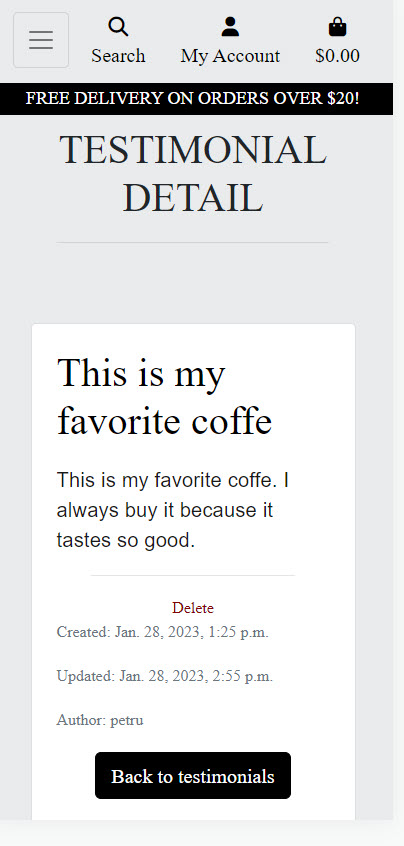 Search My Account $0.00
FREE DELIVERY ON ORDERS OVER $20!
TESTIMONIAL
DETAIL
This is my
favorite coffe
This is my favorite coffe. I
always buy it because it
tastes so good.
Delete
Created: Jan. 28, 2023, 1:25 p.m.
Updated: Jan. 28, 2023, 2:55 p.m.
Author: petru
Back to testimonials